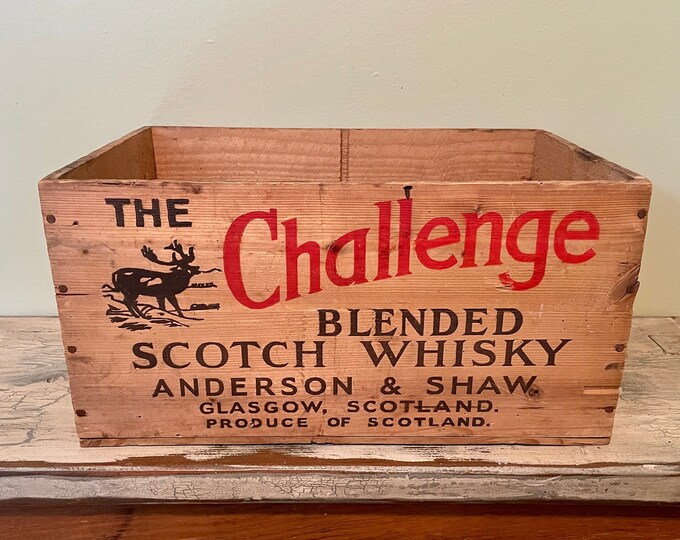 THE Challenge
BLENDED
SCOTCH WHISKY
ANDERSON & SHAW
GLASGOW, SCOTLAND.
PRODUCE OF SCOTLAND.